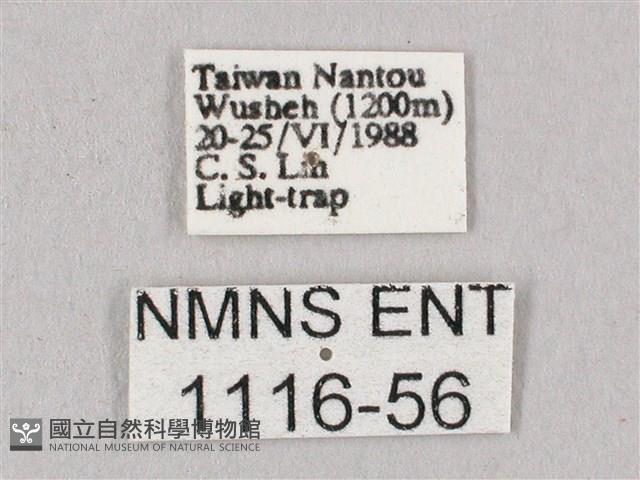 Taiwan Nantou
Wusheh (1200m)
20-25/VI/1988
C. S. Lin
Light-trap
NMNS ENT
1116-56
國立自然科學博物館
NATIONAL MUSEUM OF NATURAL SCIENCE